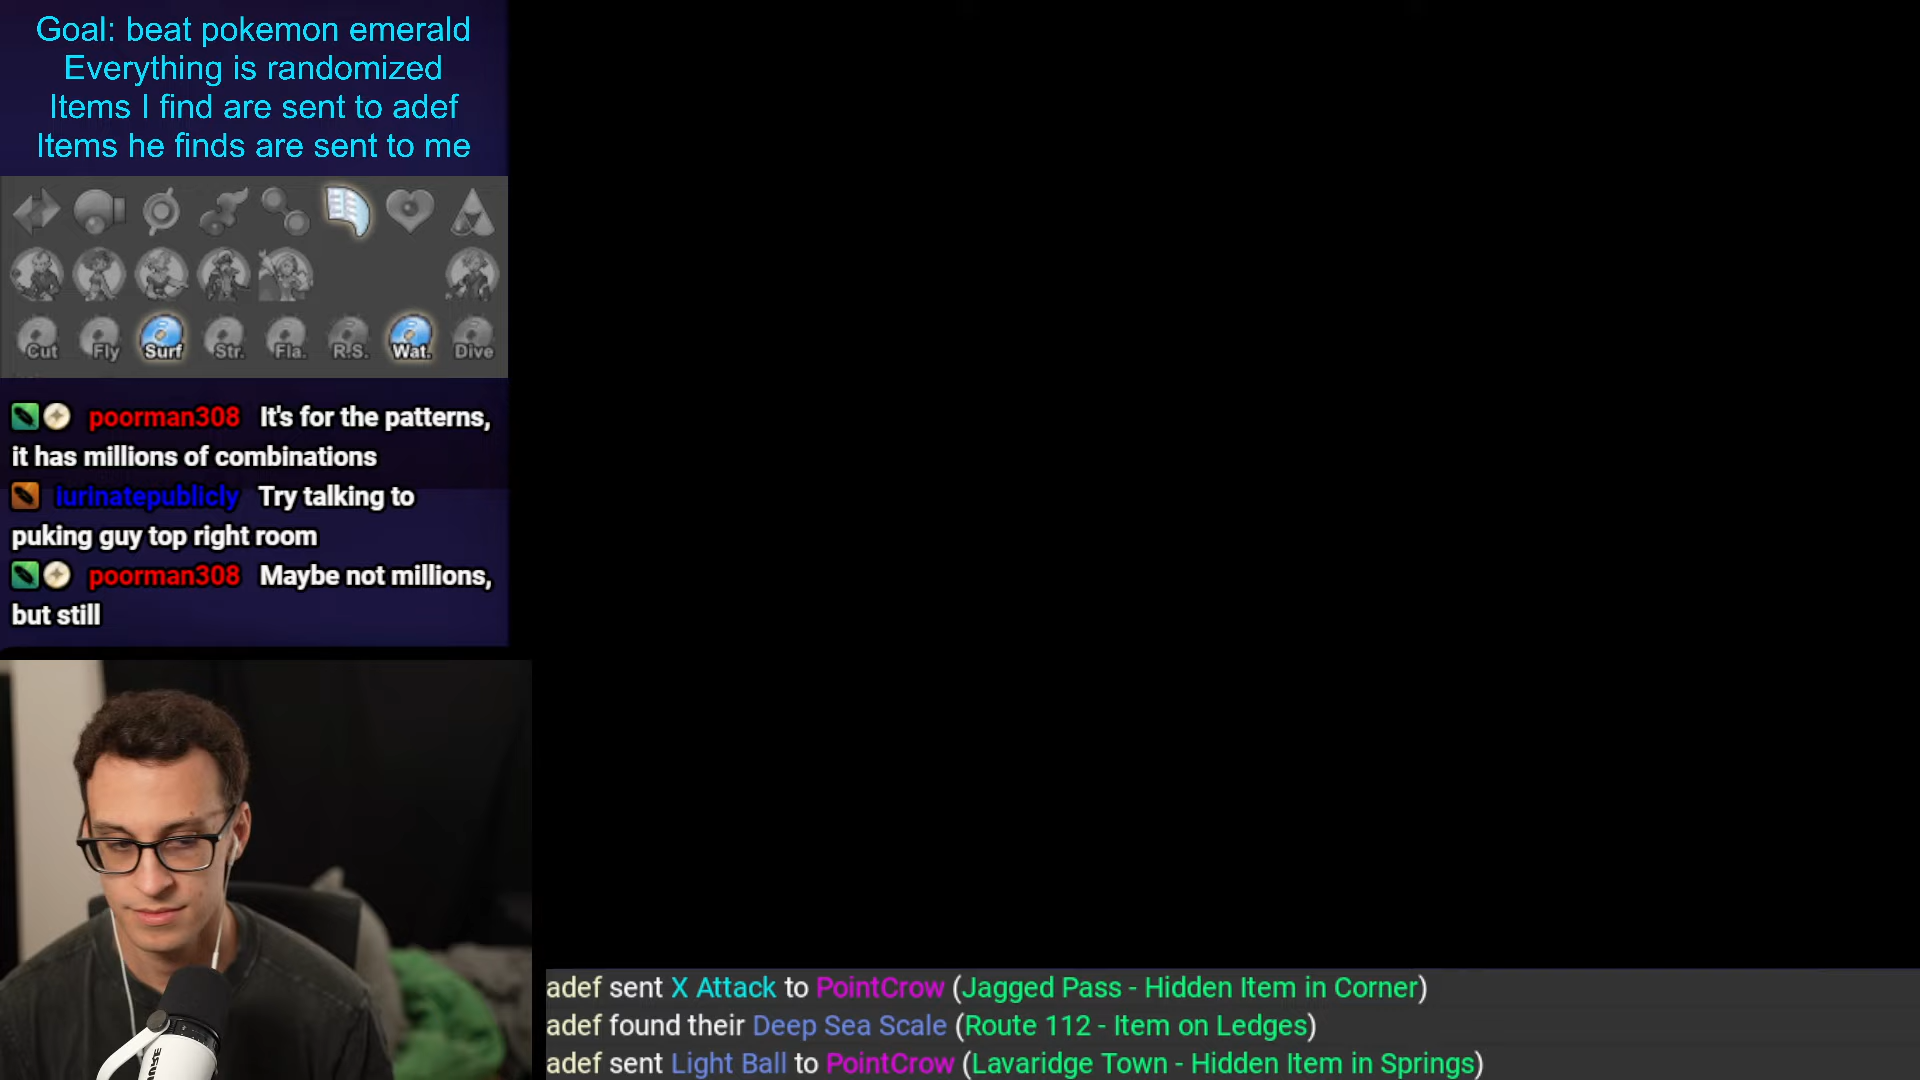 Goal: beat pokemon emerald
Everything is randomized
Items I find are sent to adef
Items he finds are sent to me
Cut Fly Surf Str. Fla. R.S. Wat. Dive
poorman308 It's for the patterns,
it has millions of combinations
iurinatepublicly Try talking to
puking guy top right room
poorman308 Maybe not millions,
but still
adef sent X Attack to PointCrow (Jagged Pass - Hidden Item in Corner)
adef found their Deep Sea Scale (Route 112 - Item on Ledges)
adef sent Light Ball to PointCrow (Lavaridge Town - Hidden Item in Springs)